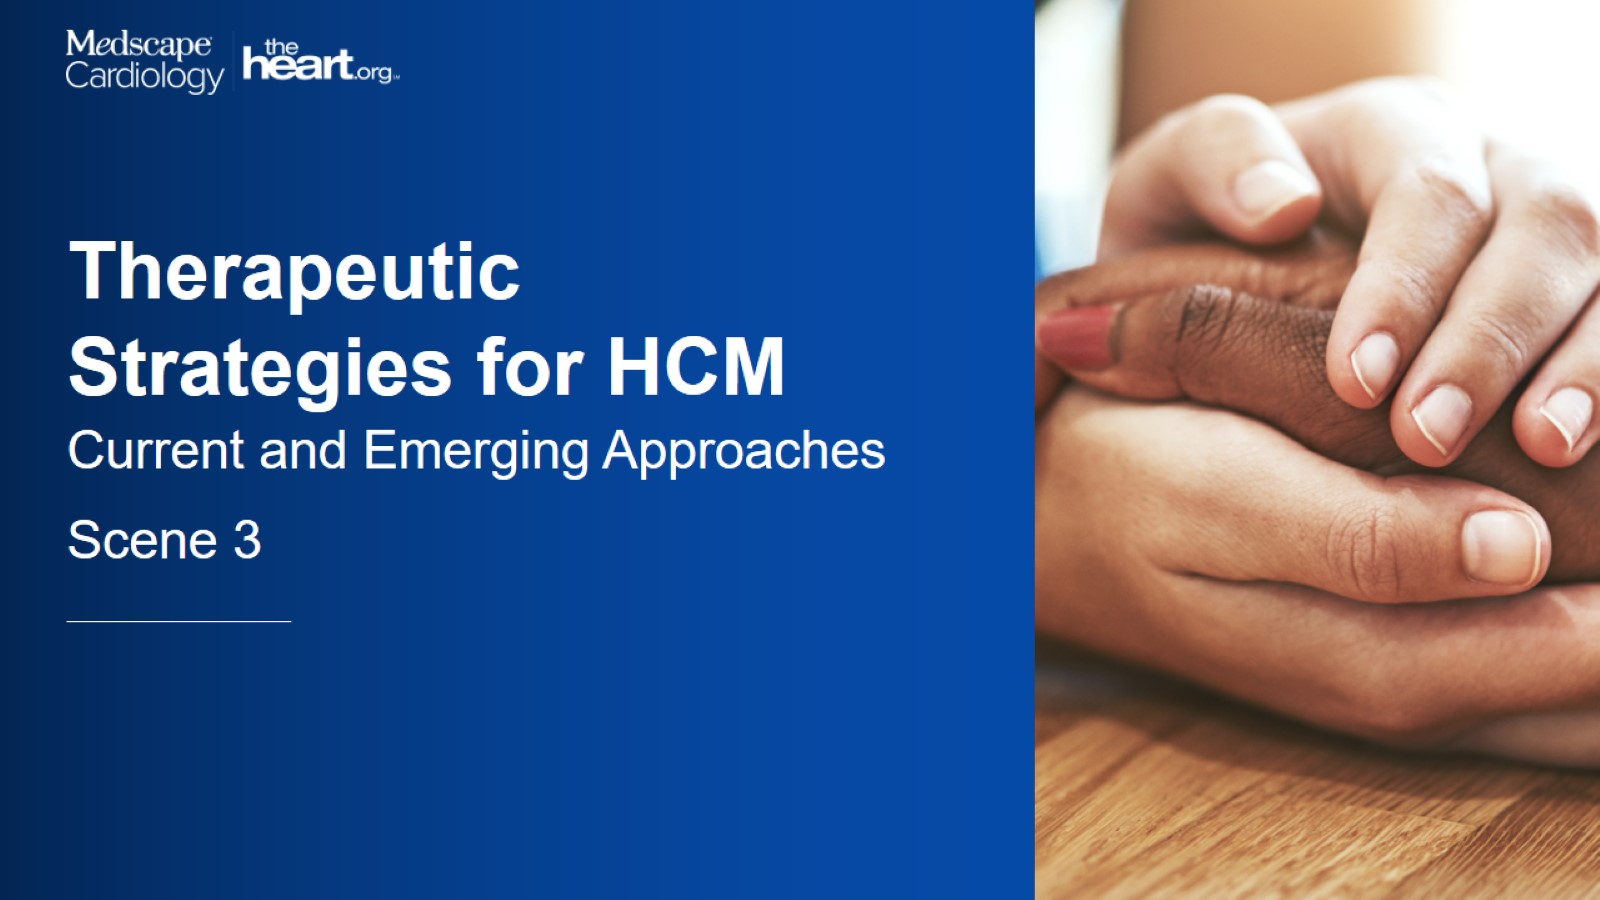 Medscape
Cardiology
the
heart.org
Therapeutic
Strategies for HCM
Current and Emerging Approaches
Scene 3